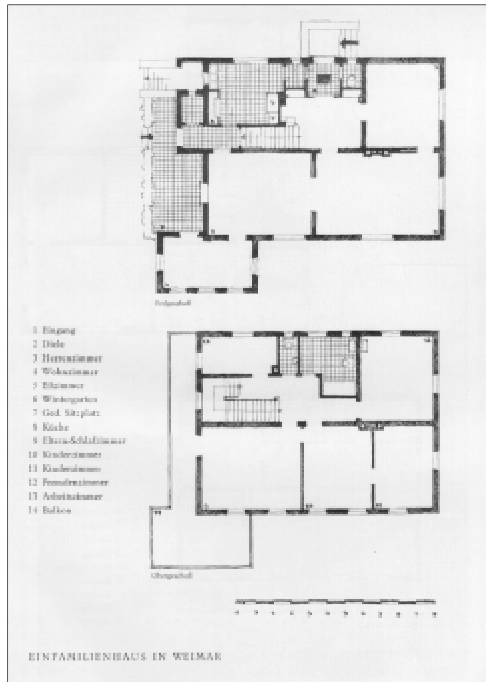 Erdgeschoß
1 Eingang
2 Diele
3 Herrenzimmer
4 Wohnzimmer
5 Eßzimmer
6 Wintergarten
7 Ged. Sitzplatz
8 Küche
9 Eltern-Schlafzimmer
10 Kinderzimmer
11 Kinderzimmer
12 Fremdenzimmer
13 Arbeitszimmer
14 Balkon
Obergeschoß
EINFAMILIENHAUS IN WEIMAR